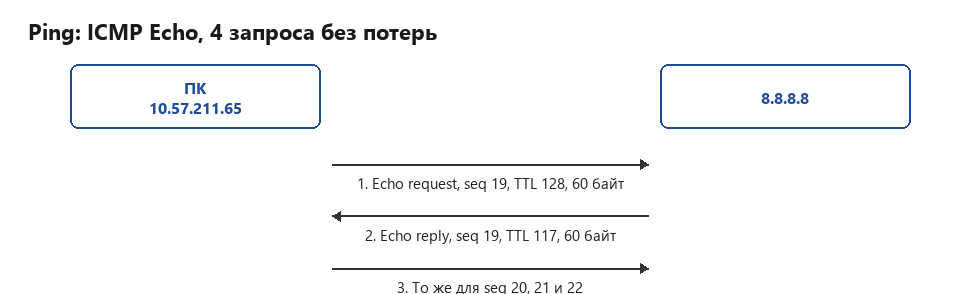 Ping: ICMP Echo, 4 запроса без потерь
ПК
10.57.211.65
8.8.8.8
1. Echo request, seq 19, TTL 128, 60 байт
2. Echo reply, seq 19, TTL 117, 60 байт
3. То же для seq 20, 21 и 22